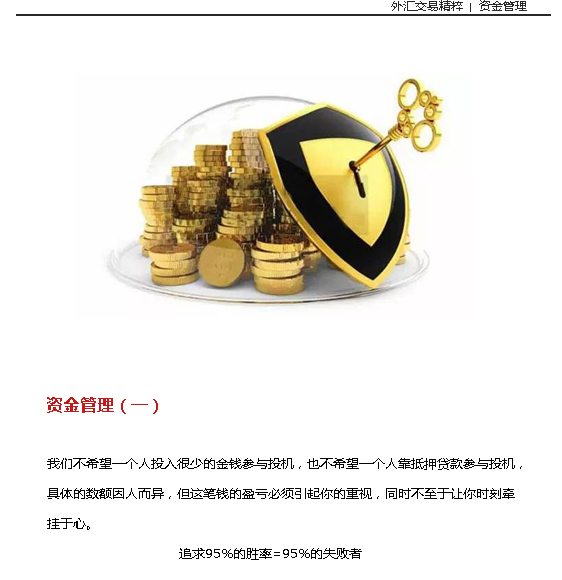 外汇交易精粹 | 资金管理
资金管理（一）
我们不希望一个人投入很少的金钱参与投机，也不希望一个人靠抵押贷款参与投机，
具体的数额因人而异，但这笔钱的盈亏必须引起你的重视，同时不至于让你时刻牵
挂于心。
追求95%的胜率=95%的失败者